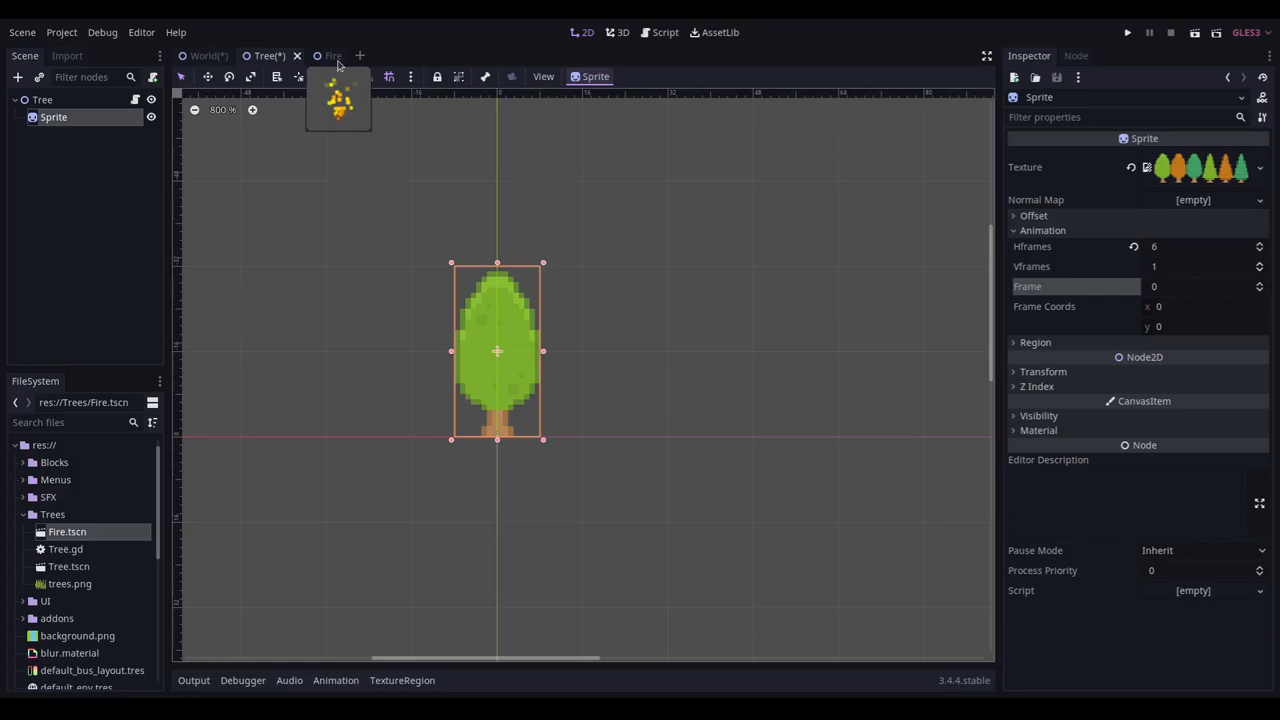 Scene Project Debug Editor Help 2D 3D Script AssetLib GLES3
Scene Import World(*) Tree(*) Fire Inspector Node
Filter nodes View Sprite
Tree
Sprite
800 %
Sprite
Filter properties
Sprite
Texture
Normal Map [empty]
Offset
Animation
Hframes 6
Vframes 1
Frame 0
Frame Coords x 0
y 0
Region
Node2D
Transform
Z Index
CanvasItem
Visibility
Material
Node
Editor Description
Pause Mode Inherit
Process Priority 0
Script [empty]
FileSystem
res://Trees/Fire.tscn
Search files
res://
Blocks
Menus
SFX
Trees
Fire.tscn
Tree.gd
Tree.tscn
trees.png
UI
addons
background.png
blur.material
default_bus_layout.tres
default_env.tres
Output Debugger Audio Animation TextureRegion 3.4.4.stable